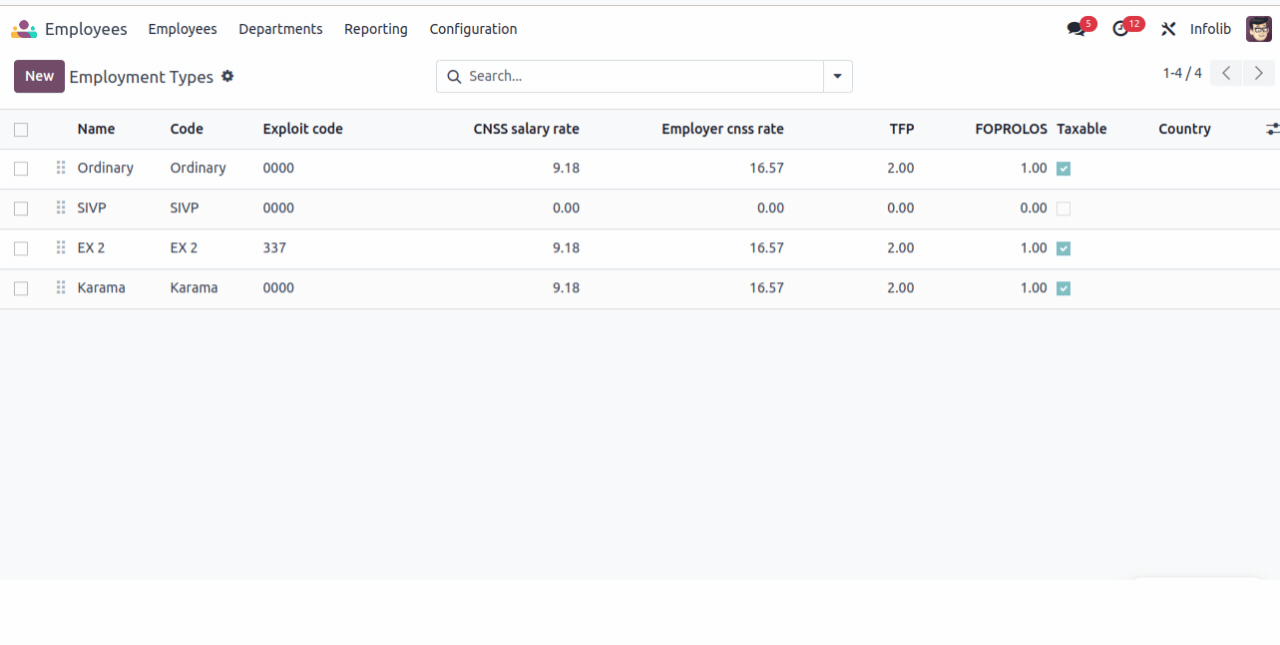 Employees Employees Departments Reporting Configuration 5 12 Infolib
New Employment Types Search... 1-4 / 4
Name Code Exploit code CNSS salary rate Employer cnss rate TFP FOPROLOS Taxable Country
Ordinary Ordinary 0000 9.18 16.57 2.00 1.00
SIVP SIVP 0000 0.00 0.00 0.00 0.00
EX 2 EX 2 337 9.18 16.57 2.00 1.00
Karama Karama 0000 9.18 16.57 2.00 1.00